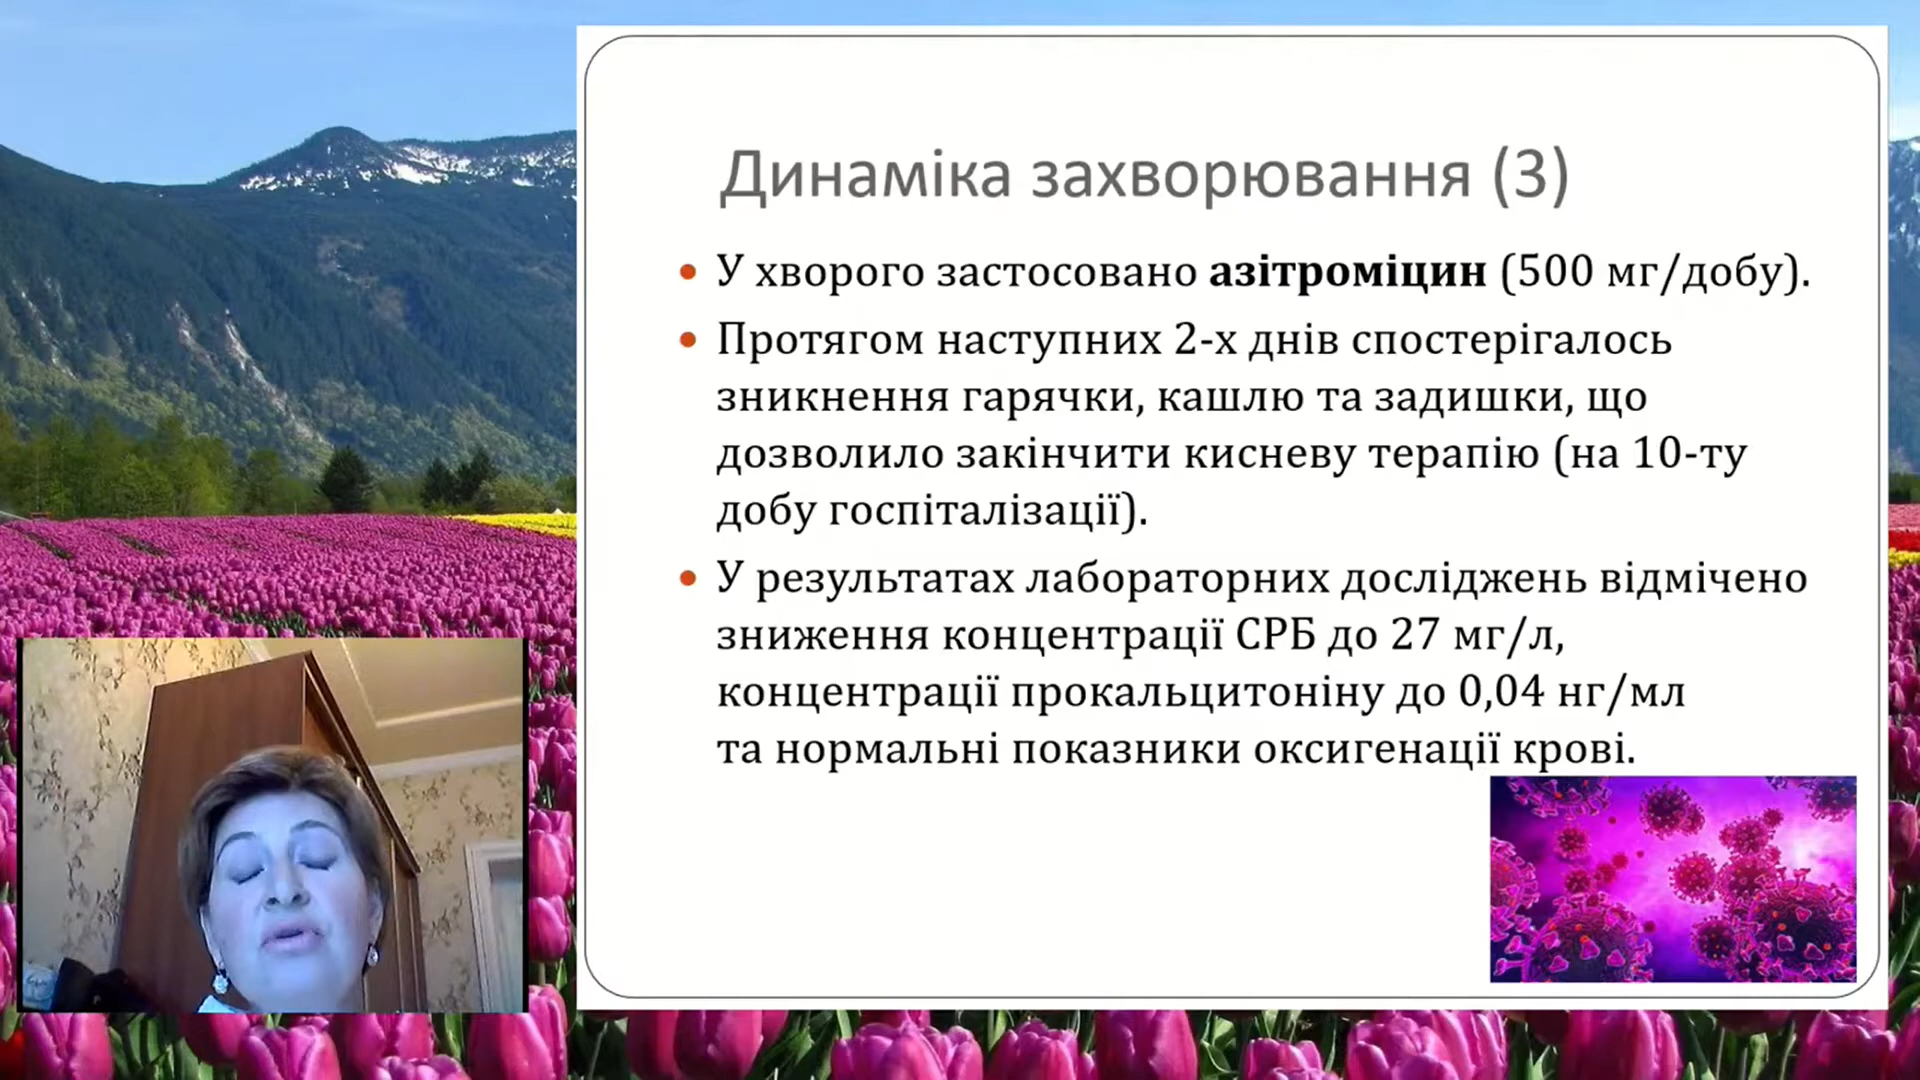 Динаміка захворювання (3)
• У хворого застосовано азітроміцин (500 мг/добу).
• Протягом наступних 2-х днів спостерігалось
зникнення гарячки, кашлю та задишки, що
дозволило закінчити кисневу терапію (на 10-ту
добу госпіталізації).
• У результатах лабораторних досліджень відмічено
зниження концентрації СРБ до 27 мг/л,
концентрації прокальцитоніну до 0,04 нг/мл
та нормальні показники оксигенації крові.